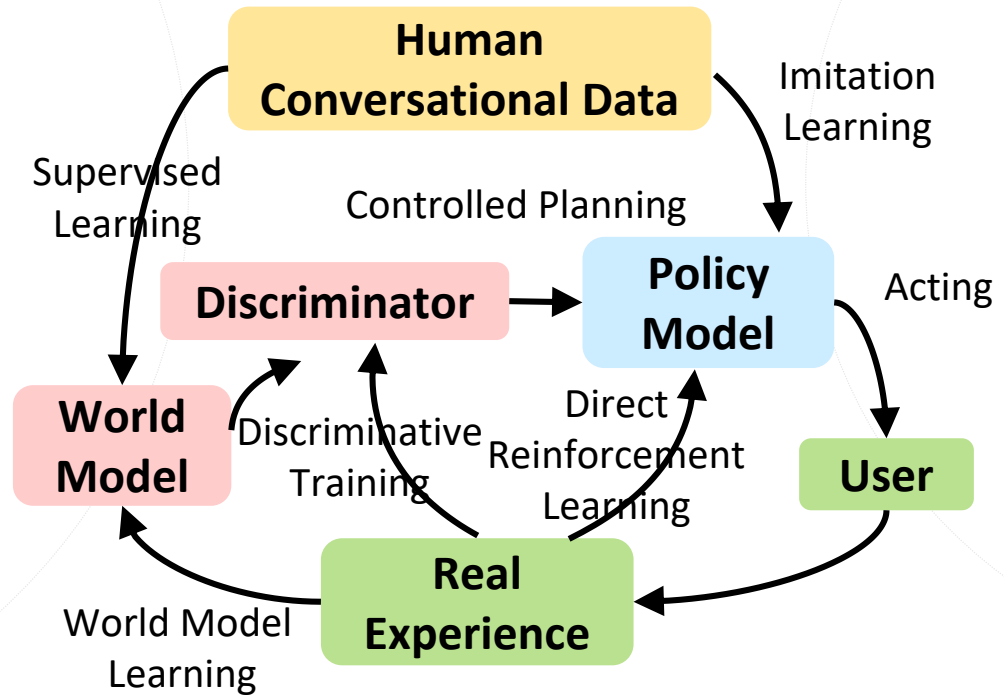 Human
Conversational Data
Imitation
Learning
Supervised
Learning
Controlled Planning
Discriminator
Policy
Model
Acting
World
Model
Discriminative
Training
Direct
Reinforcement
Learning
User
Real
Experience
World Model
Learning